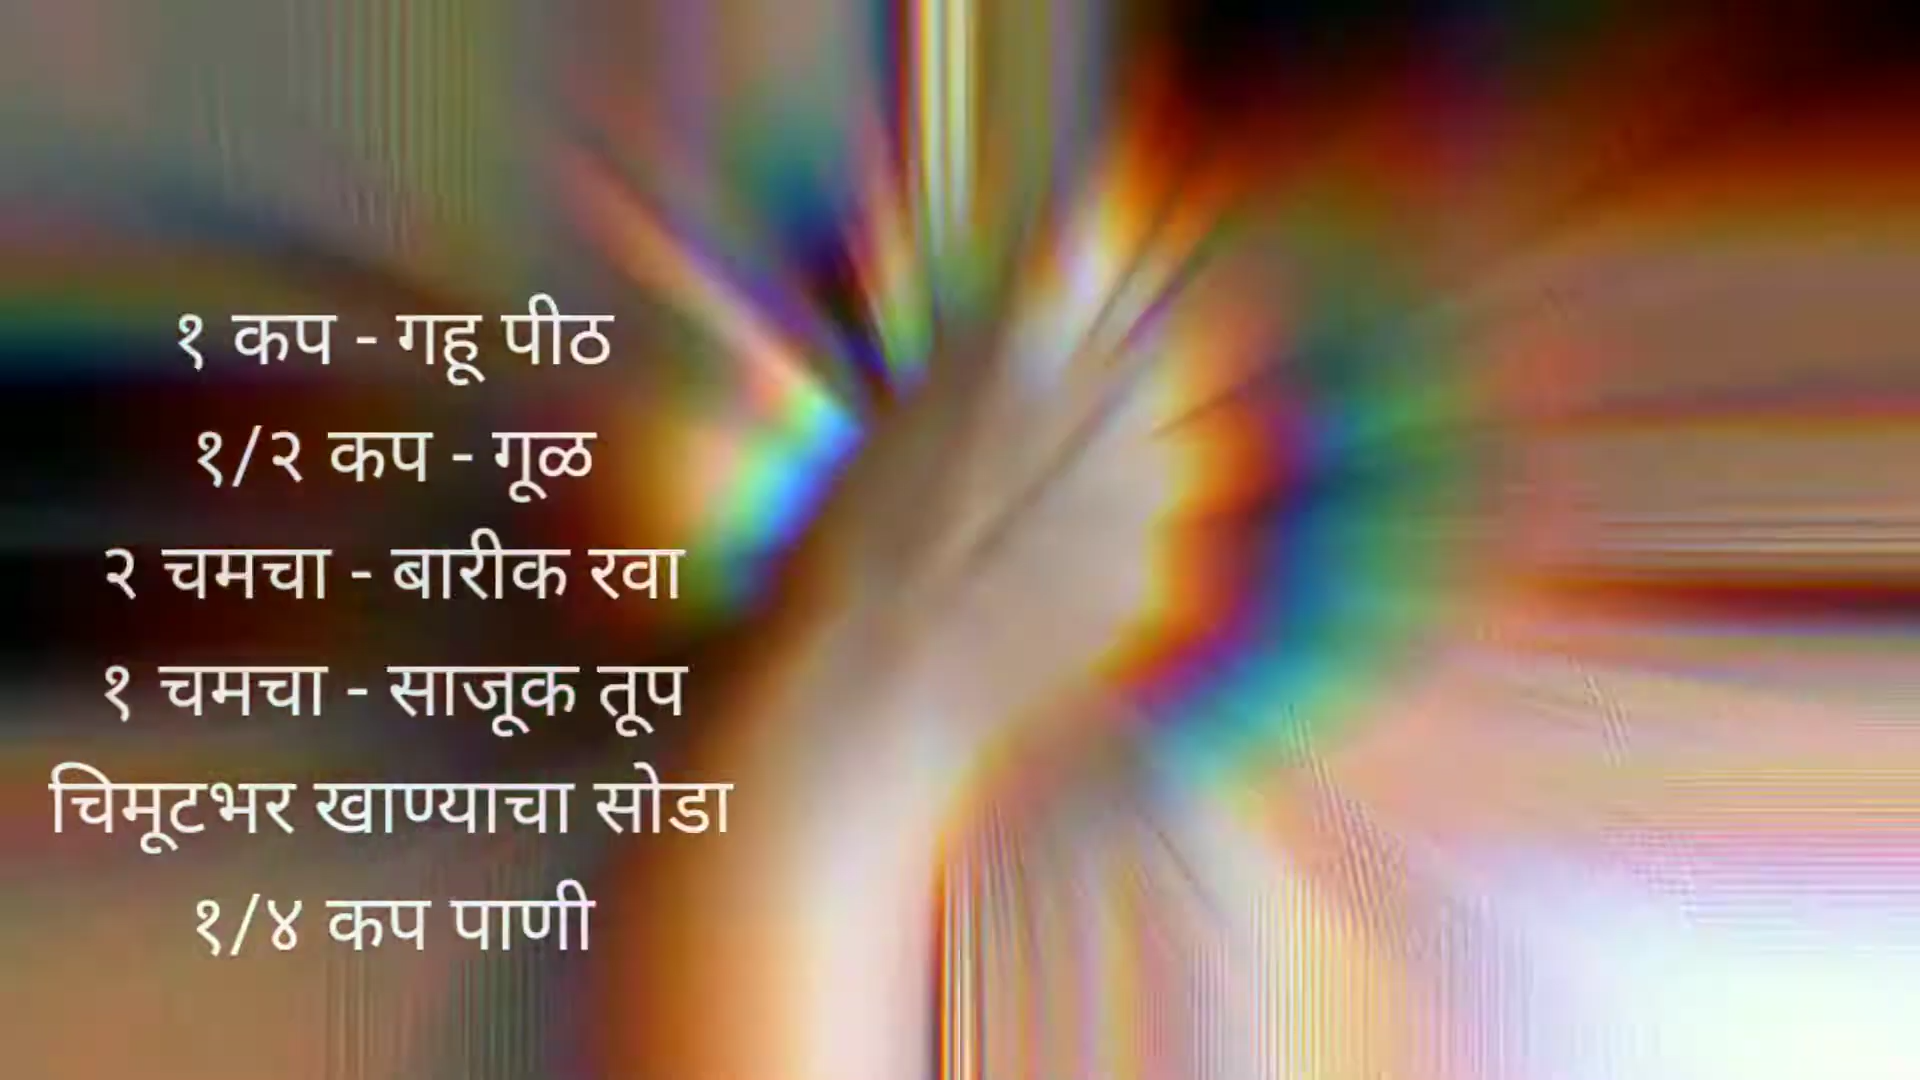 १ कप - गहू पीठ
१/२ कप - गूळ
२ चमचा - बारीक रवा
१ चमचा - साजूक तूप
चिमूटभर खाण्याचा सोडा
१/४ कप पाणी